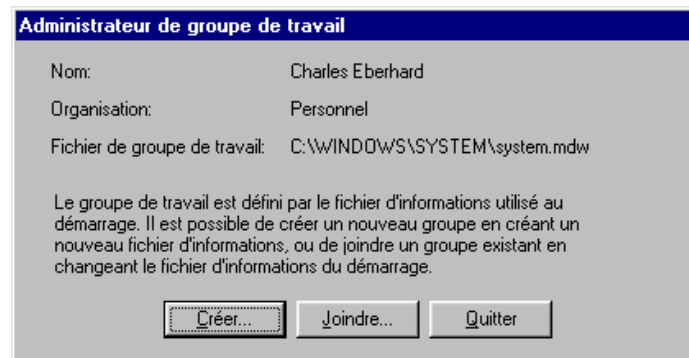 Administrateur de groupe de travail
Nom: Charles Eberhard
Organisation: Personnel
Fichier de groupe de travail: C:\WINDOWS\SYSTEM\system.mdw
Le groupe de travail est défini par le fichier d'informations utilisé au
démarrage. Il est possible de créer un nouveau groupe en créant un
nouveau fichier d'informations, ou de joindre un groupe existant en
changeant le fichier d'informations du démarrage.
Créer... Joindre... Quitter